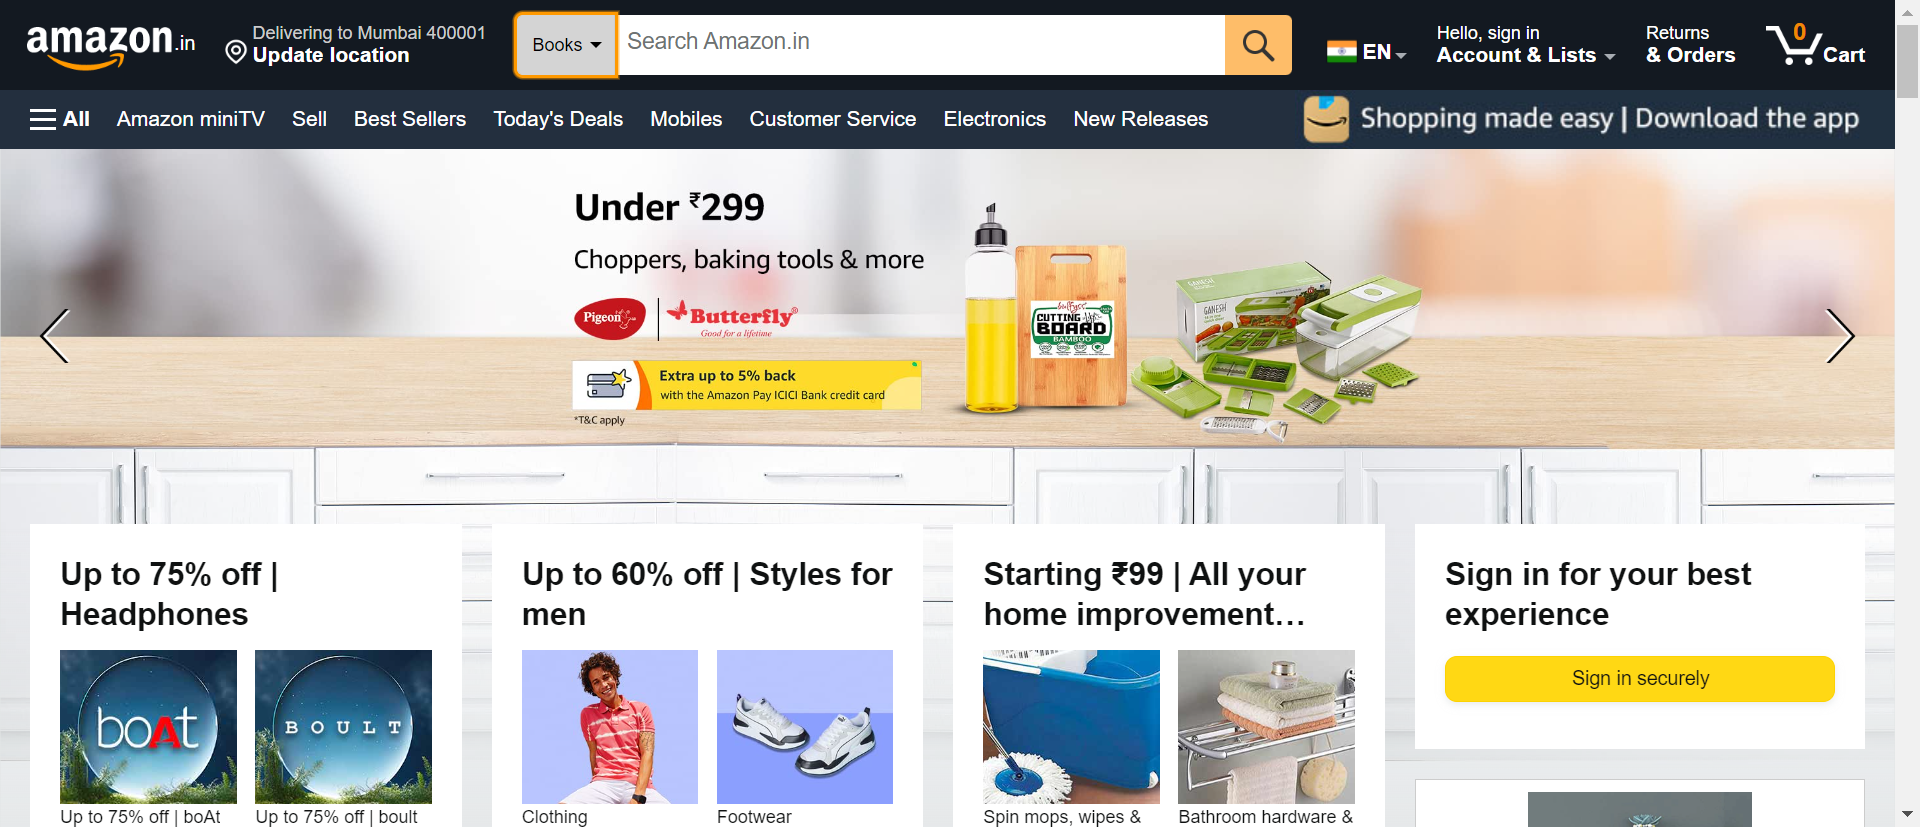 amazon.in
Delivering to Mumbai 400001
Update location
Books
Search Amazon.in
EN
Hello, sign in
Account & Lists
Returns
& Orders
0
Cart
All
Amazon miniTV
Sell
Best Sellers
Today's Deals
Mobiles
Customer Service
Electronics
New Releases
Shopping made easy | Download the app
Under ₹299
Choppers, baking tools & more
Pigeon
Butterfly
Good for a lifetime
Extra up to 5% back
with the Amazon Pay ICICI Bank credit card
*T&C apply
CUTTING
BOARD
BAMBOO
GANESH
GANESH
Up to 75% off |
Headphones
boAt
BOULT
Up to 75% off | boAt
Up to 75% off | boult
Up to 60% off | Styles for
men
Clothing
Footwear
Starting ₹99 | All your
home improvement…
Spin mops, wipes &
Bathroom hardware &
Sign in for your best
experience
Sign in securely